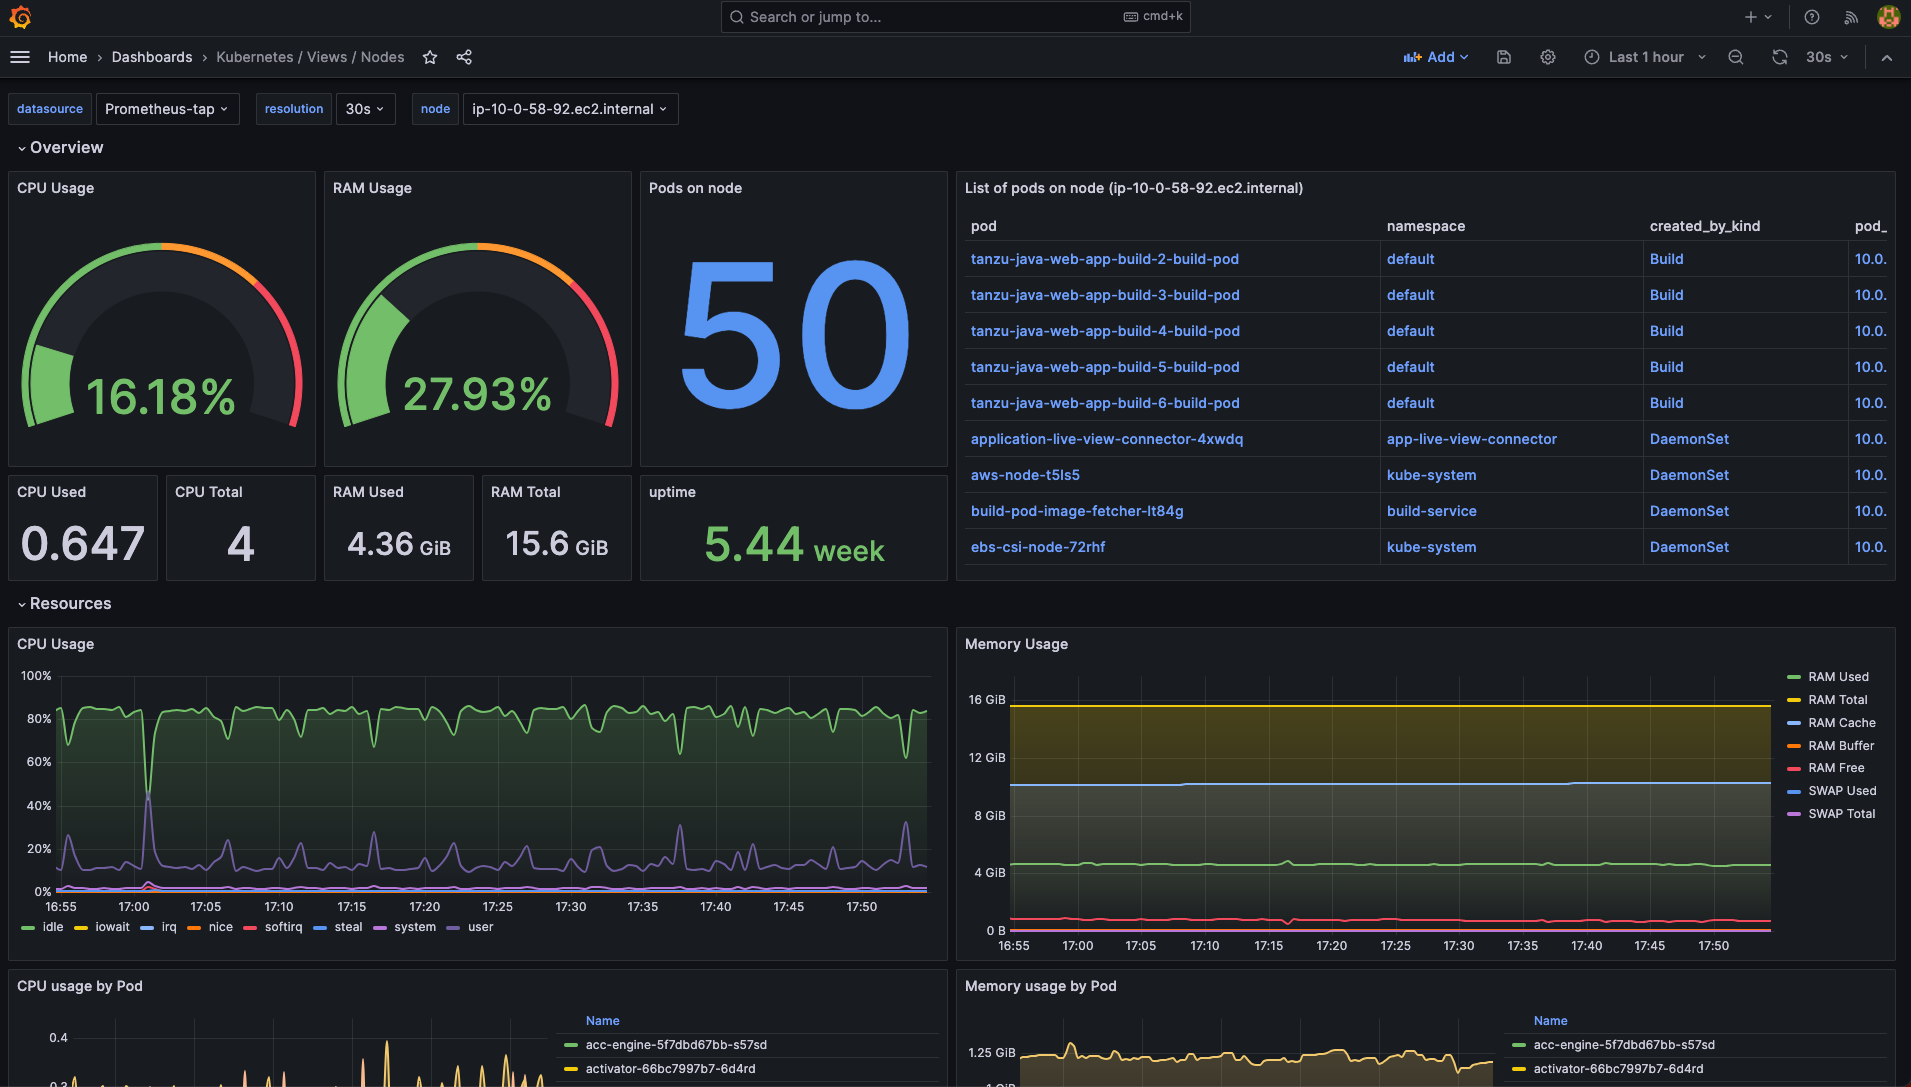 Search or jump to...
cmd+k
Home › Dashboards › Kubernetes / Views / Nodes
Add
Last 1 hour
30s
datasource
Prometheus-tap
resolution
30s
node
ip-10-0-58-92.ec2.internal
Overview
CPU Usage
16.18%
RAM Usage
27.93%
Pods on node
50
List of pods on node (ip-10-0-58-92.ec2.internal)
pod namespace created_by_kind pod_
tanzu-java-web-app-build-2-build-pod default Build 10.0.
tanzu-java-web-app-build-3-build-pod default Build 10.0.
tanzu-java-web-app-build-4-build-pod default Build 10.0.
tanzu-java-web-app-build-5-build-pod default Build 10.0.
tanzu-java-web-app-build-6-build-pod default Build 10.0.
application-live-view-connector-4xwdq app-live-view-connector DaemonSet 10.0.
aws-node-t5ls5 kube-system DaemonSet 10.0.
build-pod-image-fetcher-lt84g build-service DaemonSet 10.0.
ebs-csi-node-72rhf kube-system DaemonSet 10.0.
CPU Used
0.647
CPU Total
4
RAM Used
4.36 GiB
RAM Total
15.6 GiB
uptime
5.44 week
Resources
CPU Usage
100%
80%
60%
40%
20%
0%
16:55 17:00 17:05 17:10 17:15 17:20 17:25 17:30 17:35 17:40 17:45 17:50
idle iowait irq nice softirq steal system user
Memory Usage
16 GiB
12 GiB
8 GiB
4 GiB
0 B
16:55 17:00 17:05 17:10 17:15 17:20 17:25 17:30 17:35 17:40 17:45 17:50
RAM Used
RAM Total
RAM Cache
RAM Buffer
RAM Free
SWAP Used
SWAP Total
CPU usage by Pod
0.4
0.3
Name
acc-engine-5f7dbd67bb-s57sd
activator-66bc7997b7-6d4rd
Memory usage by Pod
1.25 GiB
1 GiB
Name
acc-engine-5f7dbd67bb-s57sd
activator-66bc7997b7-6d4rd